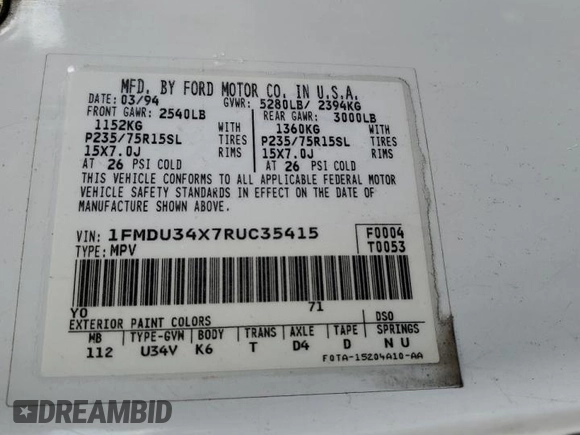 MFD. BY FORD MOTOR CO. IN U.S.A.
DATE: 03/94 GVWR: 5280LB/ 2394KG
FRONT GAWR: 2540LB REAR GAWR: 3000LB
1152KG WITH 1360KG WITH
P235/75R15SL TIRES P235/75R15SL TIRES
15X7.0J RIMS 15X7.0J RIMS
AT 26 PSI COLD AT 26 PSI COLD
THIS VEHICLE CONFORMS TO ALL APPLICABLE FEDERAL MOTOR
VEHICLE SAFETY STANDARDS IN EFFECT ON THE DATE OF
MANUFACTURE SHOWN ABOVE.
VIN: 1FMDU34X7RUC35415 F0004
TYPE: MPV T0053
YO 71
EXTERIOR PAINT COLORS DSO
WB TYPE-GVN BODY TRANS AXLE TAPE SPRINGS
112 U34V K6 T D4 D N U
F0TA-15204A10-AA
DREAMBID